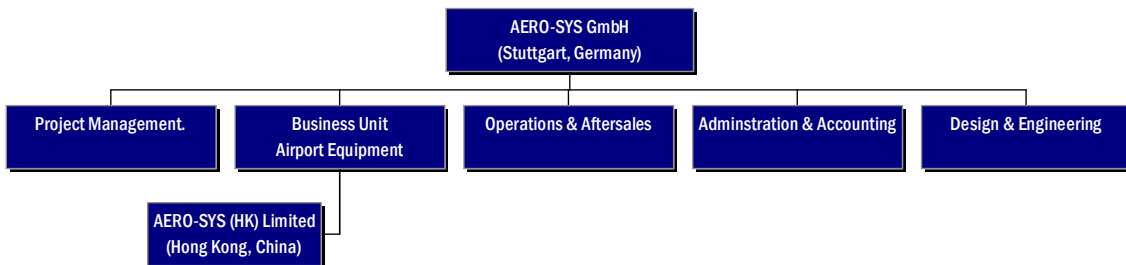 AERO-SYS GmbH
(Stuttgart, Germany)
Project Management.
Business Unit
Airport Equipment
Operations & Aftersales
Adminstration & Accounting
Design & Engineering
AERO-SYS (HK) Limited
(Hong Kong, China)